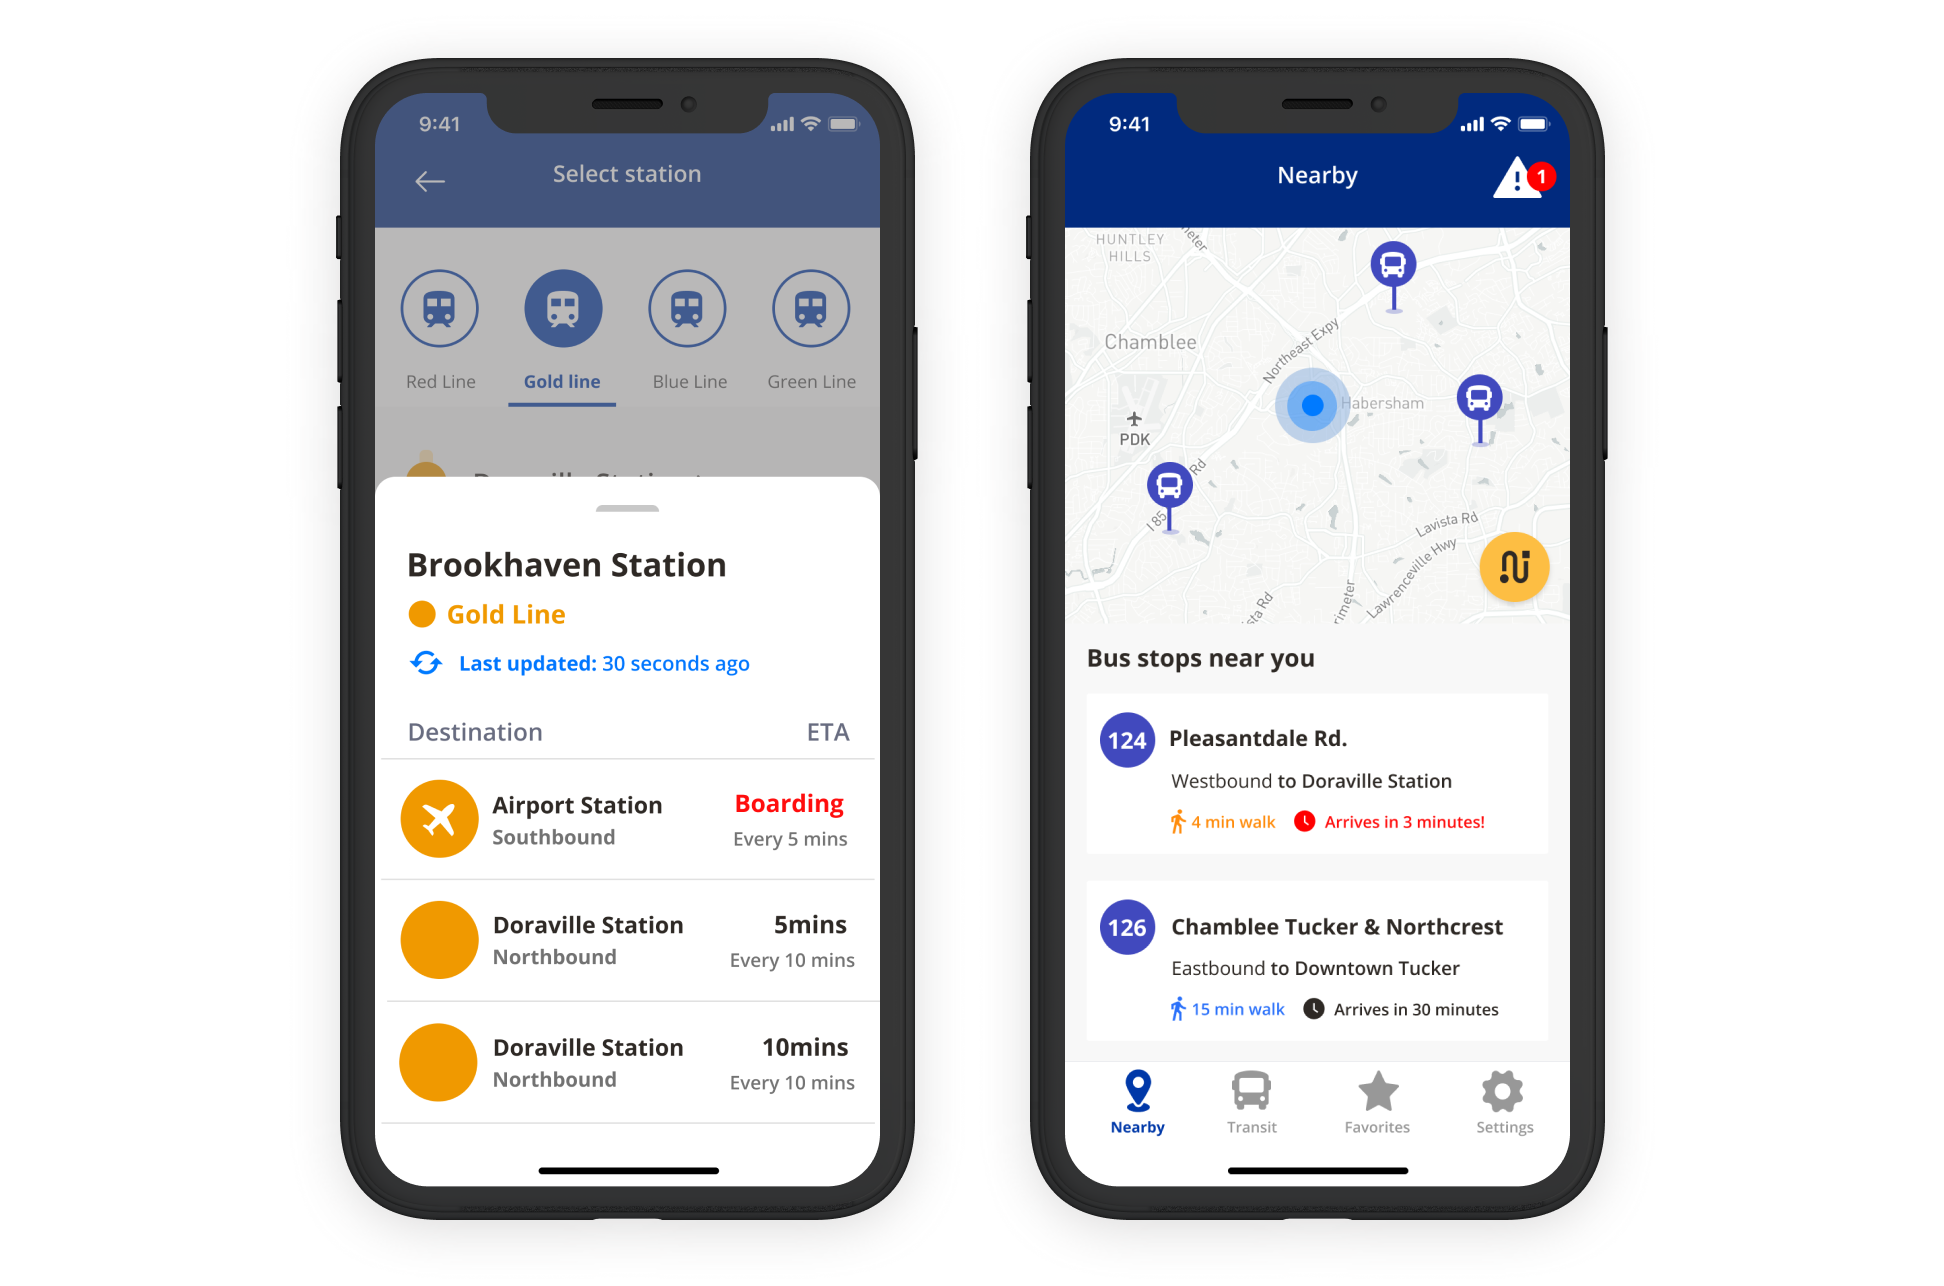 9:41
Select station
Red Line
Gold line
Blue Line
Green Line
Brookhaven Station
Gold Line
Last updated: 30 seconds ago
Destination ETA
Airport Station Boarding
Southbound Every 5 mins
Doraville Station 5mins
Northbound Every 10 mins
Doraville Station 10mins
Northbound Every 10 mins
9:41
Nearby
1
HUNTLEY
HILLS
Chamblee
Northeast Expy
Habersham
PDK
Rd
I 85
Lavista Rd
Lawrenceville Hwy
Bus stops near you
124 Pleasantdale Rd.
Westbound to Doraville Station
4 min walk Arrives in 3 minutes!
126 Chamblee Tucker & Northcrest
Eastbound to Downtown Tucker
15 min walk Arrives in 30 minutes
Nearby Transit Favorites Settings